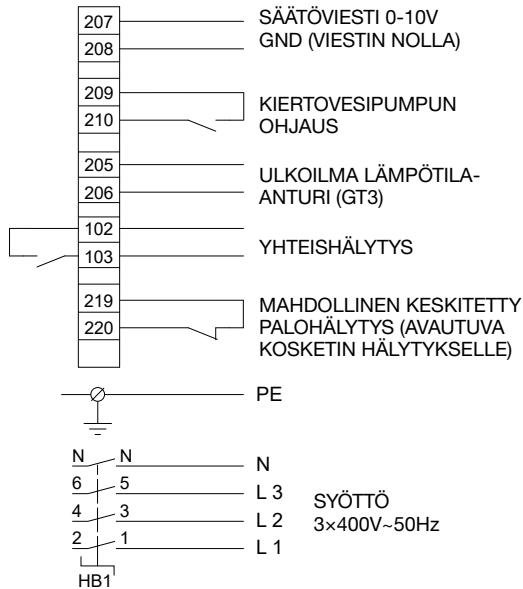 207 SÄÄTÖVIESTI 0-10V
208 GND (VIESTIN NOLLA)
209
210
KIERTOVESIPUMPUN
OHJAUS
205
206
ULKOILMA LÄMPÖTILA-
ANTURI (GT3)
102
103
YHTEISHÄLYTYS
219
220
MAHDOLLINEN KESKITETTY
PALOHÄLYTYS (AVAUTUVA
KOSKETIN HÄLYTYKSELLE)
PE
N N N
6 5 L 3
4 3 L 2
2 1 L 1
SYÖTTÖ
3×400V~50Hz
HB1